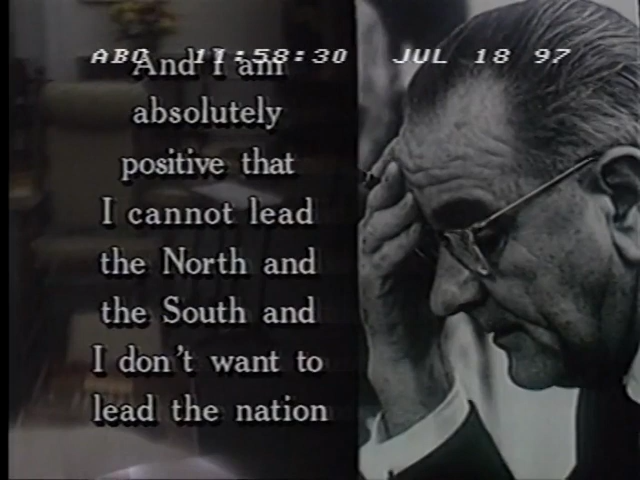 ABO 11:58:30 JUL 18 97
And I am
absolutely
positive that
I cannot lead
the North and
the South and
I don't want to
lead the nation